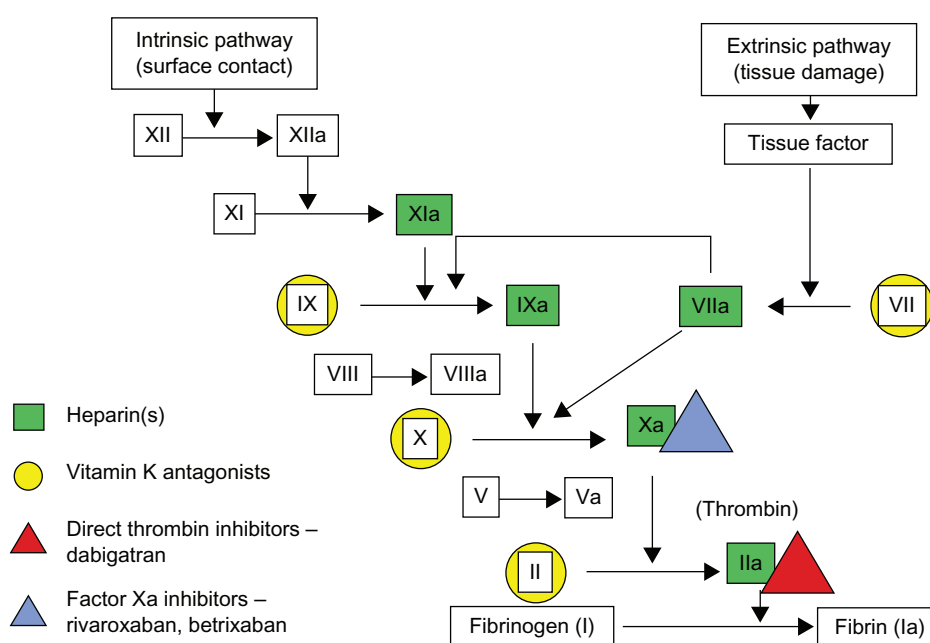 Intrinsic pathway
(surface contact)
Extrinsic pathway
(tissue damage)
XII
XIIa
Tissue factor
XI
XIa
IX
IXa
VIIa
VII
VIII
VIIIa
X
Xa
V
Va
(Thrombin)
II
IIa
Fibrinogen (I)
Fibrin (Ia)
Heparin(s)
Vitamin K antagonists
Direct thrombin inhibitors –
dabigatran
Factor Xa inhibitors –
rivaroxaban, betrixaban